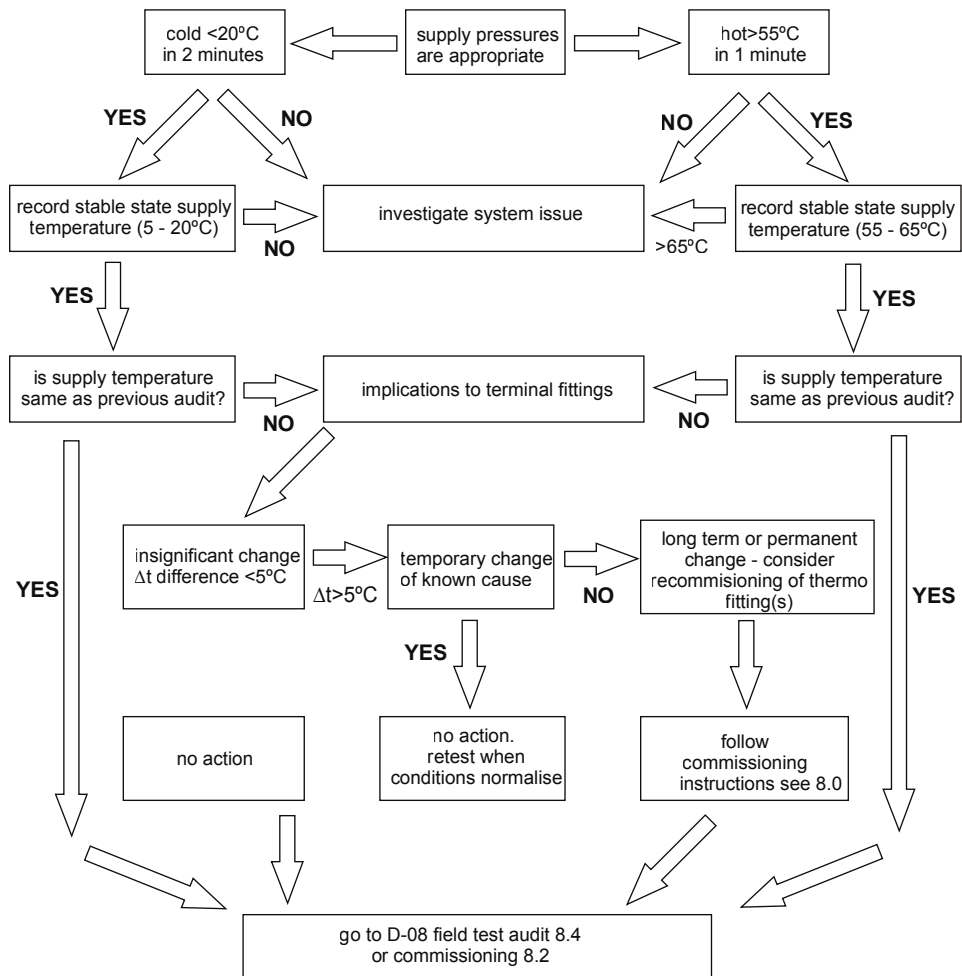 cold <20ºC
in 2 minutes
supply pressures
are appropriate
hot>55ºC
in 1 minute
YES
NO
NO
YES
record stable state supply
temperature (5 - 20ºC)
NO
investigate system issue
>65ºC
record stable state supply
temperature (55 - 65ºC)
YES
YES
is supply temperature
same as previous audit?
NO
implications to terminal fittings
NO
is supply temperature
same as previous audit?
YES
insignificant change
Δt difference <5ºC
Δt>5ºC
temporary change
of known cause
NO
long term or permanent
change - consider
recommisioning of thermo
fitting(s)
YES
YES
no action
no action.
retest when
conditions normalise
follow
commissioning
instructions see 8.0
go to D-08 field test audit 8.4
or commissioning 8.2